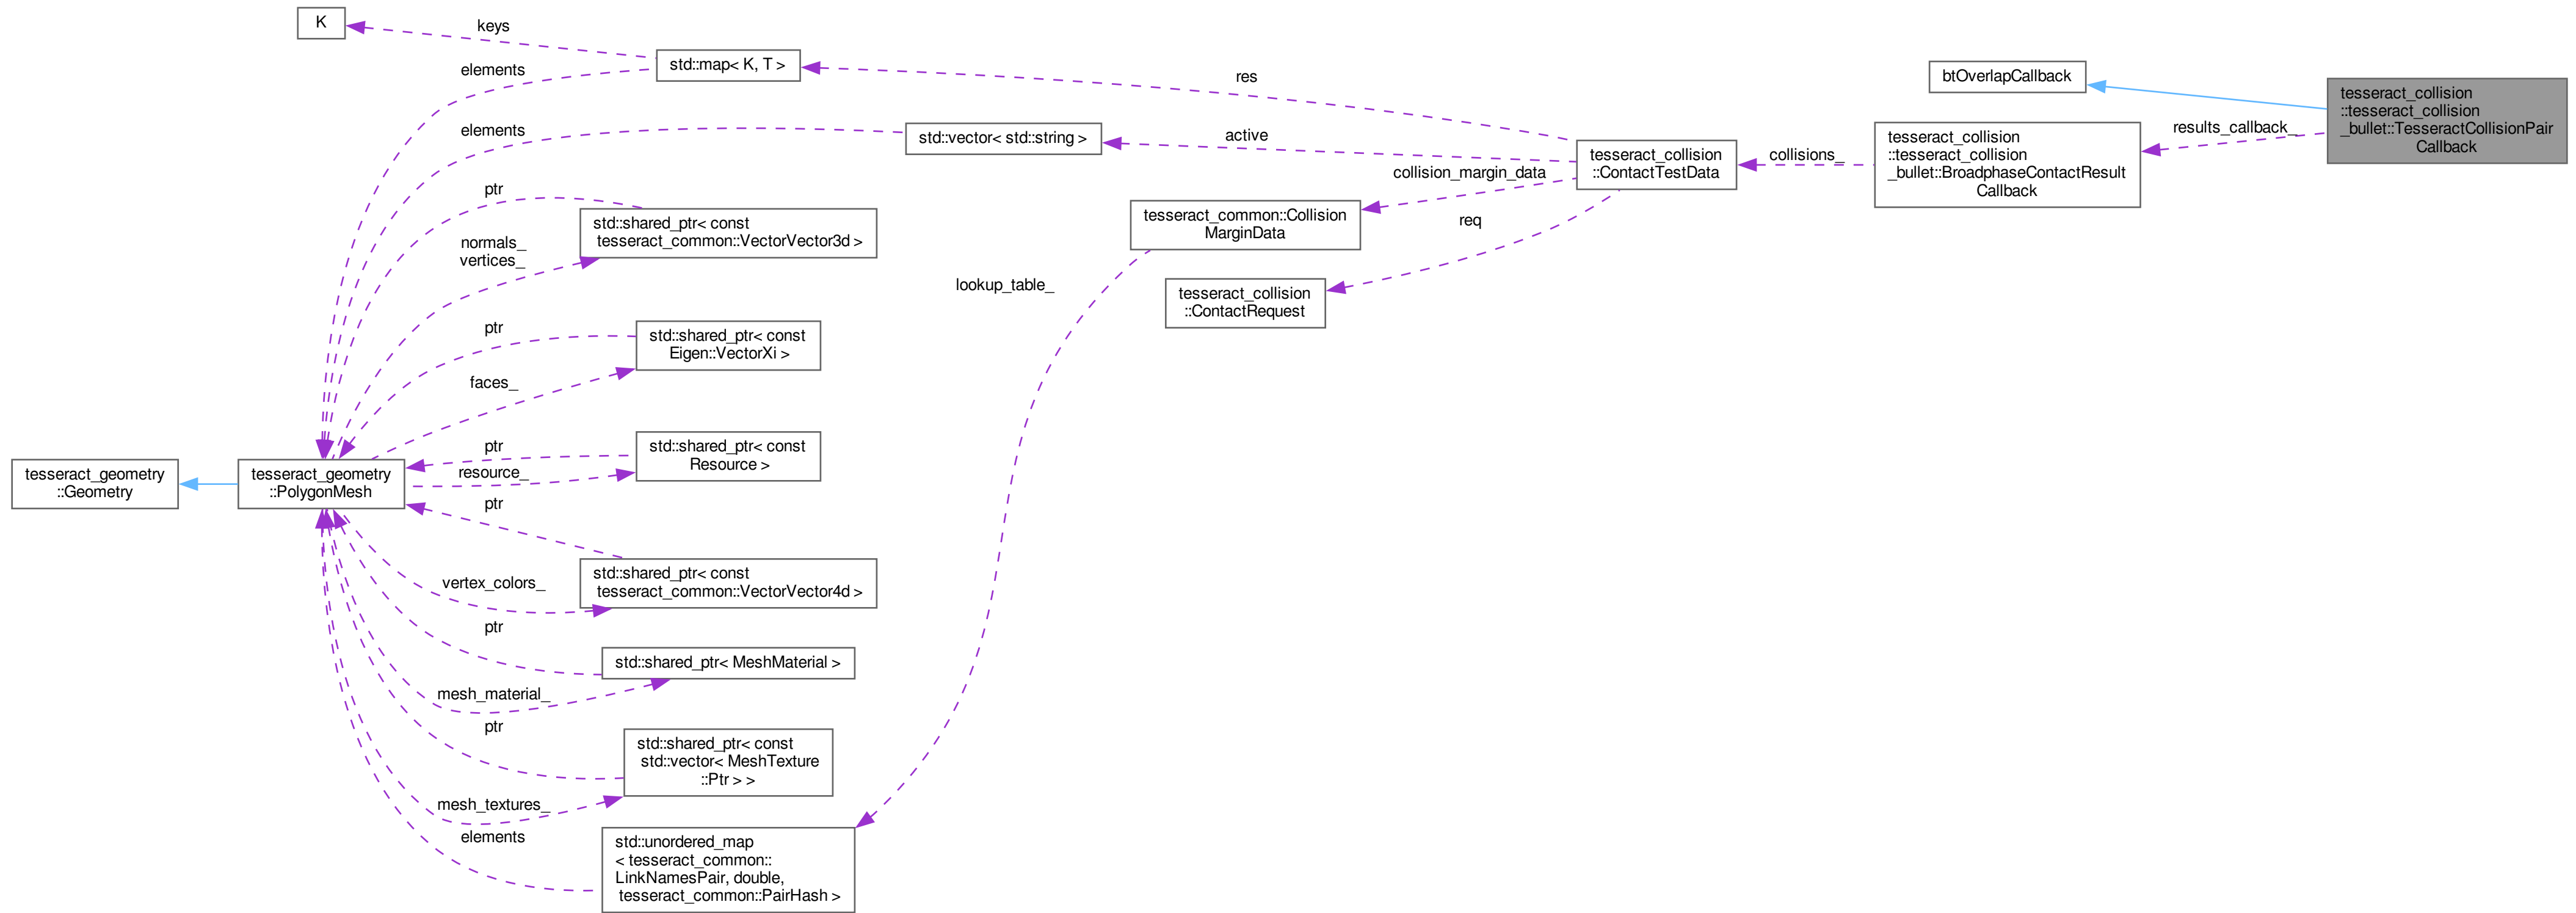 K
keys
std::map< K, T >
elements
res
btOverlapCallback
tesseract_collision
::tesseract_collision
_bullet::TesseractCollisionPair
Callback
results_callback_
tesseract_collision
::tesseract_collision
_bullet::BroadphaseContactResult
Callback
collisions_
tesseract_collision
::ContactTestData
active
std::vector< std::string >
elements
collision_margin_data
tesseract_common::Collision
MarginData
req
tesseract_collision
::ContactRequest
lookup_table_
ptr
std::shared_ptr< const
tesseract_common::VectorVector3d >
normals_
vertices_
ptr
std::shared_ptr< const
Eigen::VectorXi >
faces_
ptr
std::shared_ptr< const
Resource >
resource_
tesseract_geometry
::Geometry
tesseract_geometry
::PolygonMesh
ptr
std::shared_ptr< const
tesseract_common::VectorVector4d >
vertex_colors_
ptr
std::shared_ptr< MeshMaterial >
mesh_material_
ptr
std::shared_ptr< const
std::vector< MeshTexture
::Ptr > >
mesh_textures_
elements
std::unordered_map
< tesseract_common::
LinkNamesPair, double,
tesseract_common::PairHash >